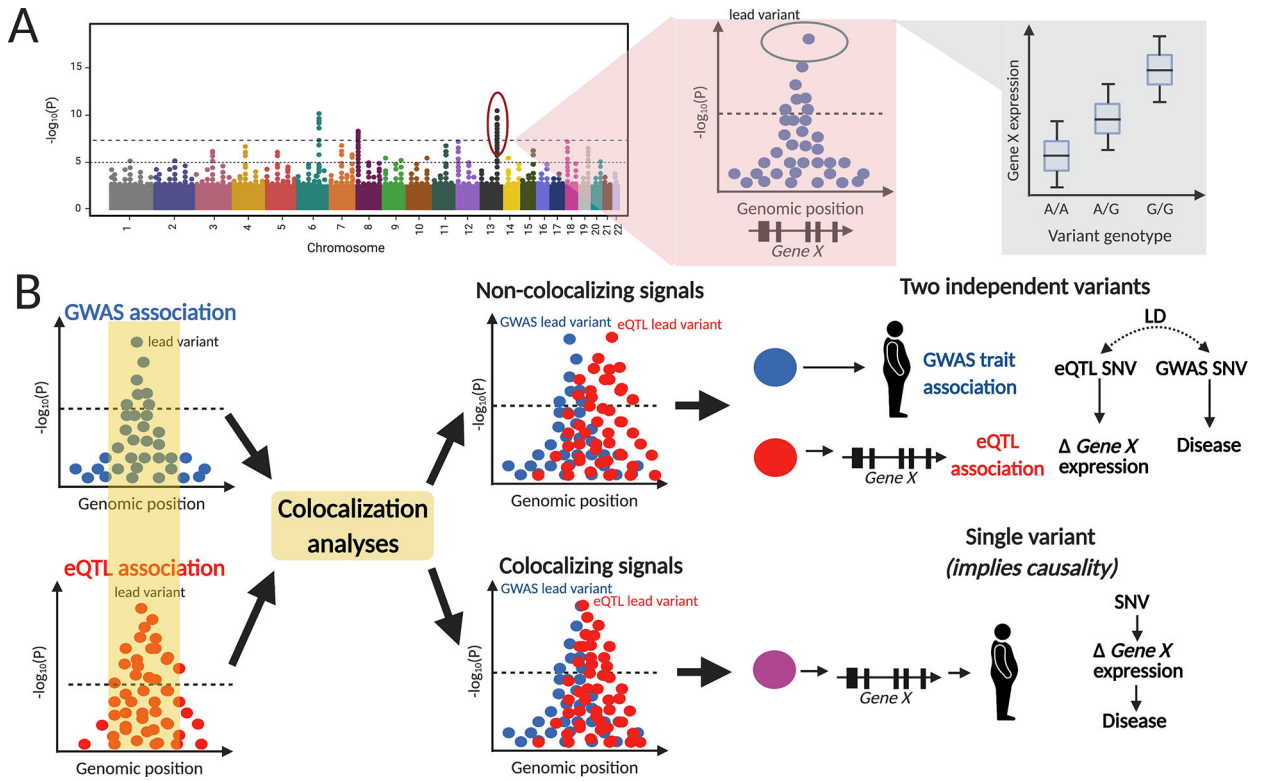 A
-log10(P)
15
10
5
0
1
2
3
4
5
6
7
8
9
10
11
12
13
14
15
16
17
18
19
20
21
22
Chromosome
lead variant
-log10(P)
Genomic position
Gene X
Gene X expression
A/A
A/G
G/G
Variant genotype
B
GWAS association
lead variant
-log10(P)
Genomic position
eQTL association
lead variant
-log10(P)
Genomic position
Colocalization
analyses
Non-colocalizing signals
GWAS lead variant
eQTL lead variant
-log10(P)
Genomic position
Two independent variants
GWAS trait
association
eQTL
association
Gene X
LD
eQTL SNV
GWAS SNV
Δ Gene X
expression
Disease
Colocalizing signals
GWAS lead variant
eQTL lead variant
-log10(P)
Genomic position
Single variant
(implies causality)
Gene X
SNV
Δ Gene X
expression
Disease